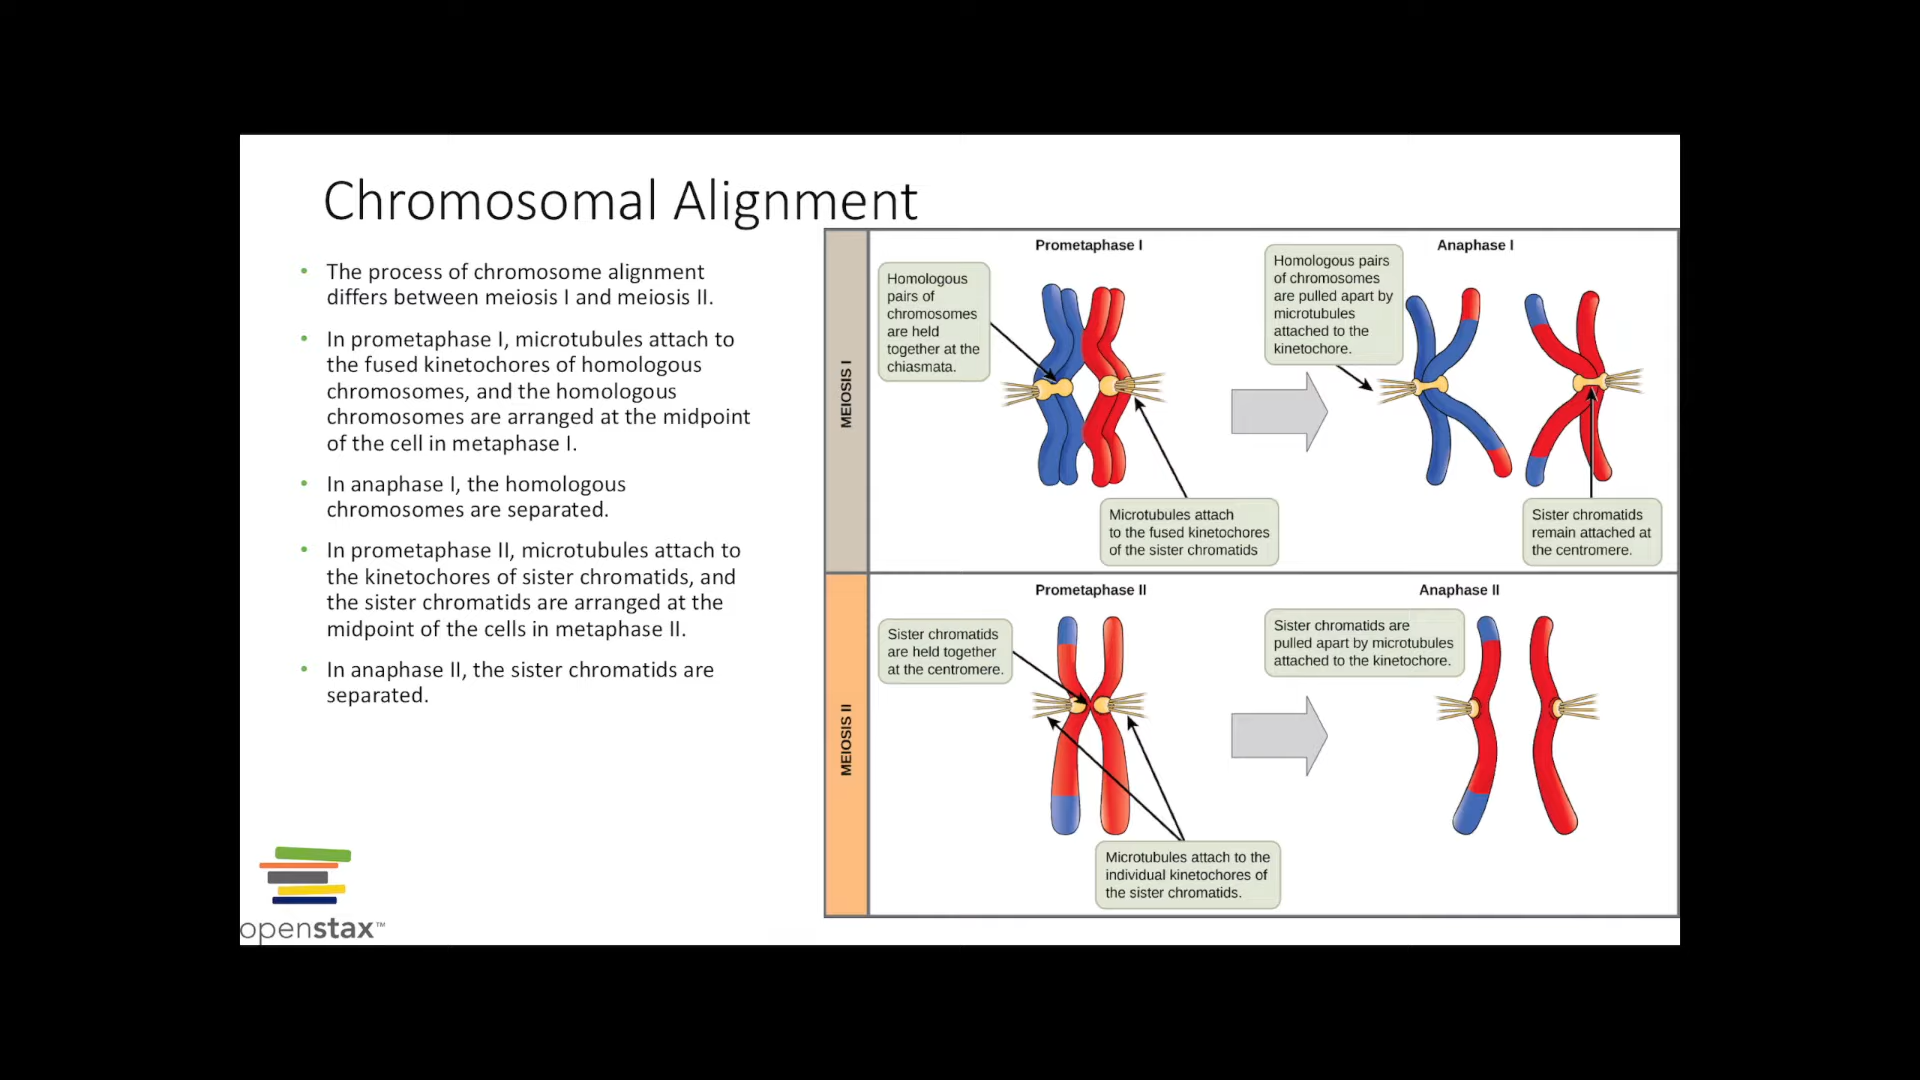 Chromosomal Alignment
• The process of chromosome alignment
differs between meiosis I and meiosis II.
• In prometaphase I, microtubules attach to
the fused kinetochores of homologous
chromosomes, and the homologous
chromosomes are arranged at the midpoint
of the cell in metaphase I.
• In anaphase I, the homologous
chromosomes are separated.
• In prometaphase II, microtubules attach to
the kinetochores of sister chromatids, and
the sister chromatids are arranged at the
midpoint of the cells in metaphase II.
• In anaphase II, the sister chromatids are
separated.
openstax™
MEIOSIS I
Prometaphase I
Homologous
pairs of
chromosomes
are held
together at the
chiasmata.
Microtubules attach
to the fused kinetochores
of the sister chromatids
Anaphase I
Homologous pairs
of chromosomes
are pulled apart by
microtubules
attached to the
kinetochore.
Sister chromatids
remain attached at
the centromere.
MEIOSIS II
Prometaphase II
Sister chromatids
are held together
at the centromere.
Microtubules attach to the
individual kinetochores of
the sister chromatids.
Anaphase II
Sister chromatids are
pulled apart by microtubules
attached to the kinetochore.